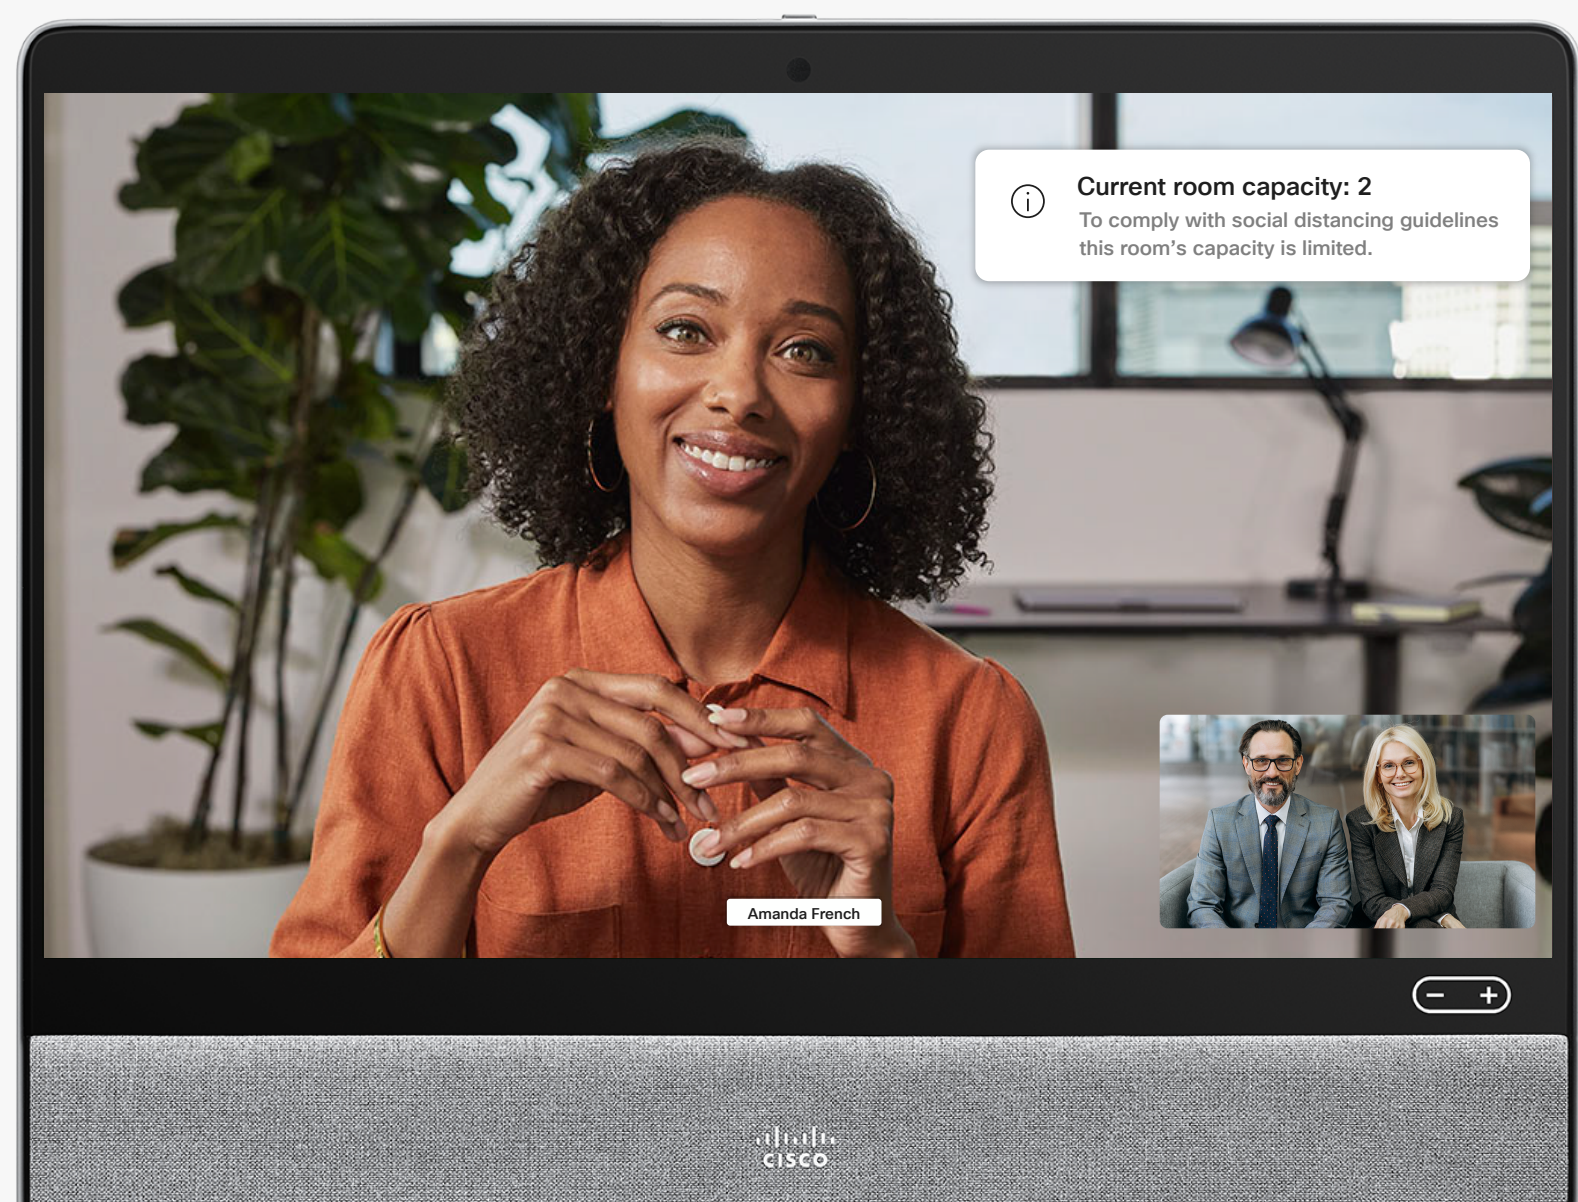 Current room capacity: 2
To comply with social distancing guidelines
this room's capacity is limited.
Amanda French
CISCO